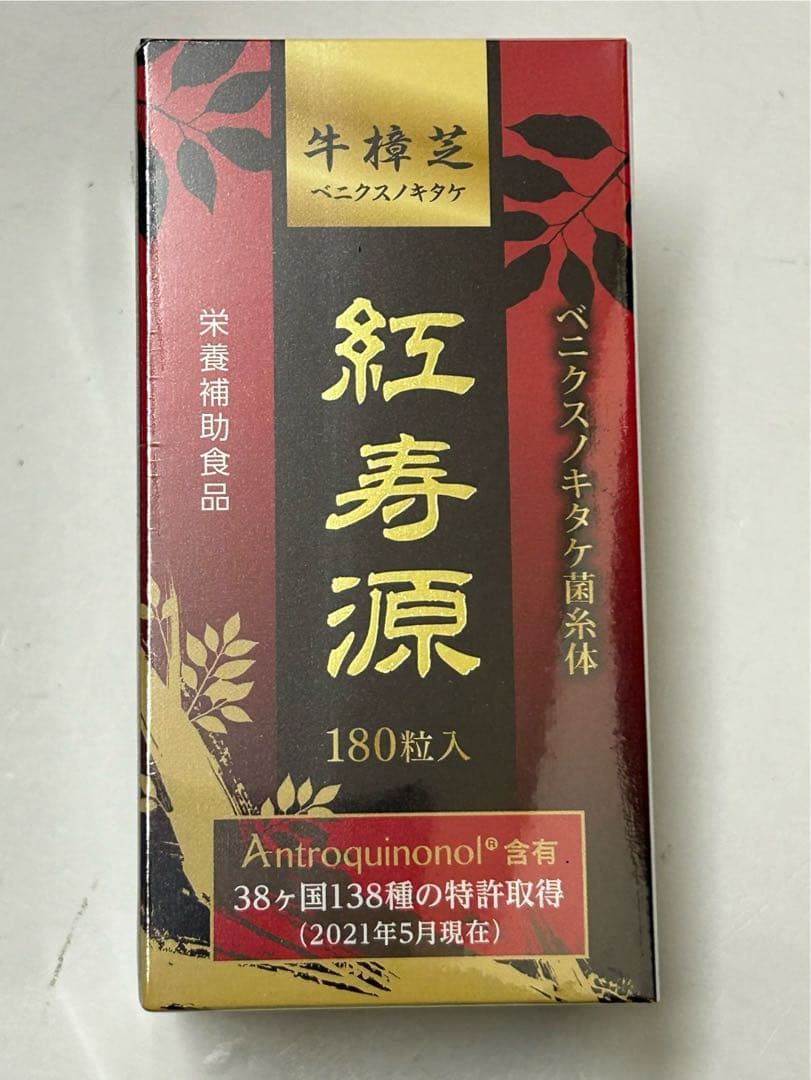 牛樟芝
ベニクスノキタケ
ベニクスノキタケ菌糸体
紅寿源
栄養補助食品
180粒入
Antroquinonol®含有
38ヶ国138種の特許取得
(2021年5月現在)